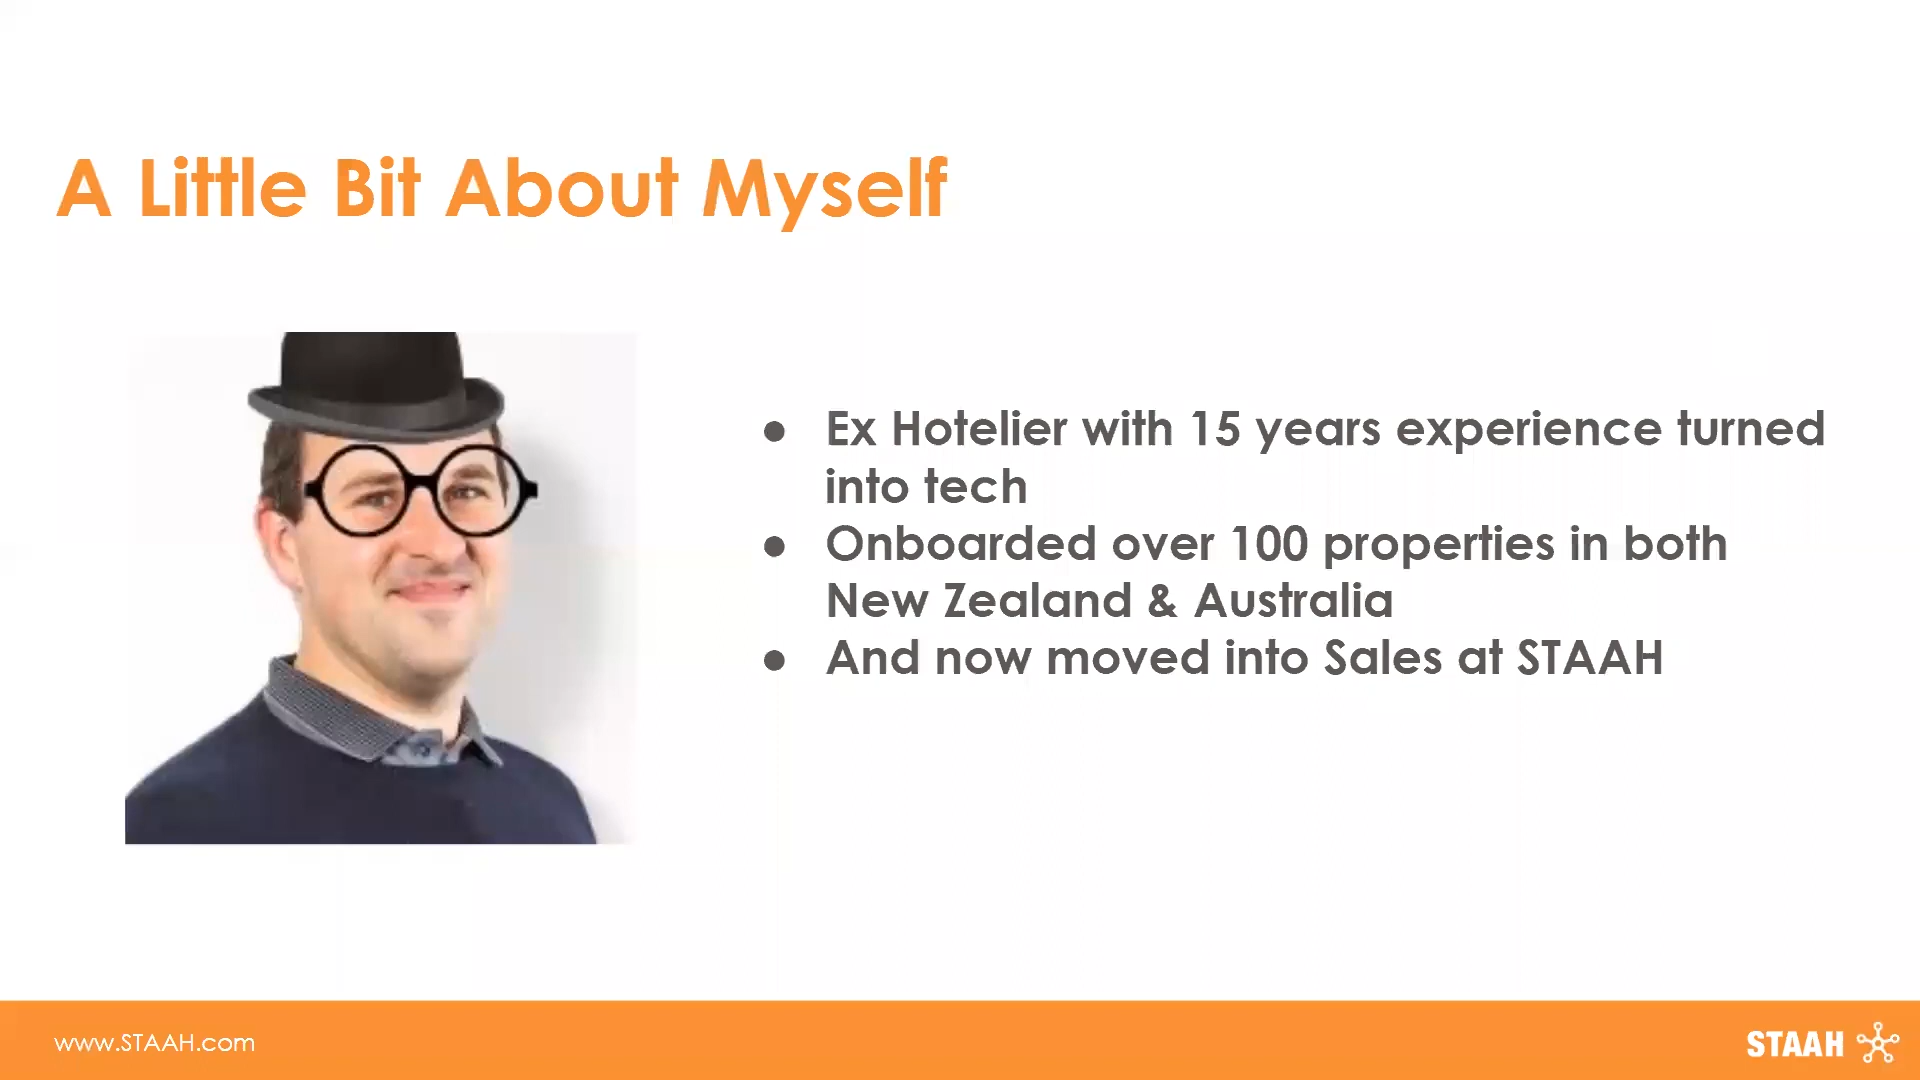 A Little Bit About Myself
● Ex Hotelier with 15 years experience turned
into tech
● Onboarded over 100 properties in both
New Zealand & Australia
● And now moved into Sales at STAAH
www.STAAH.com
STAAH